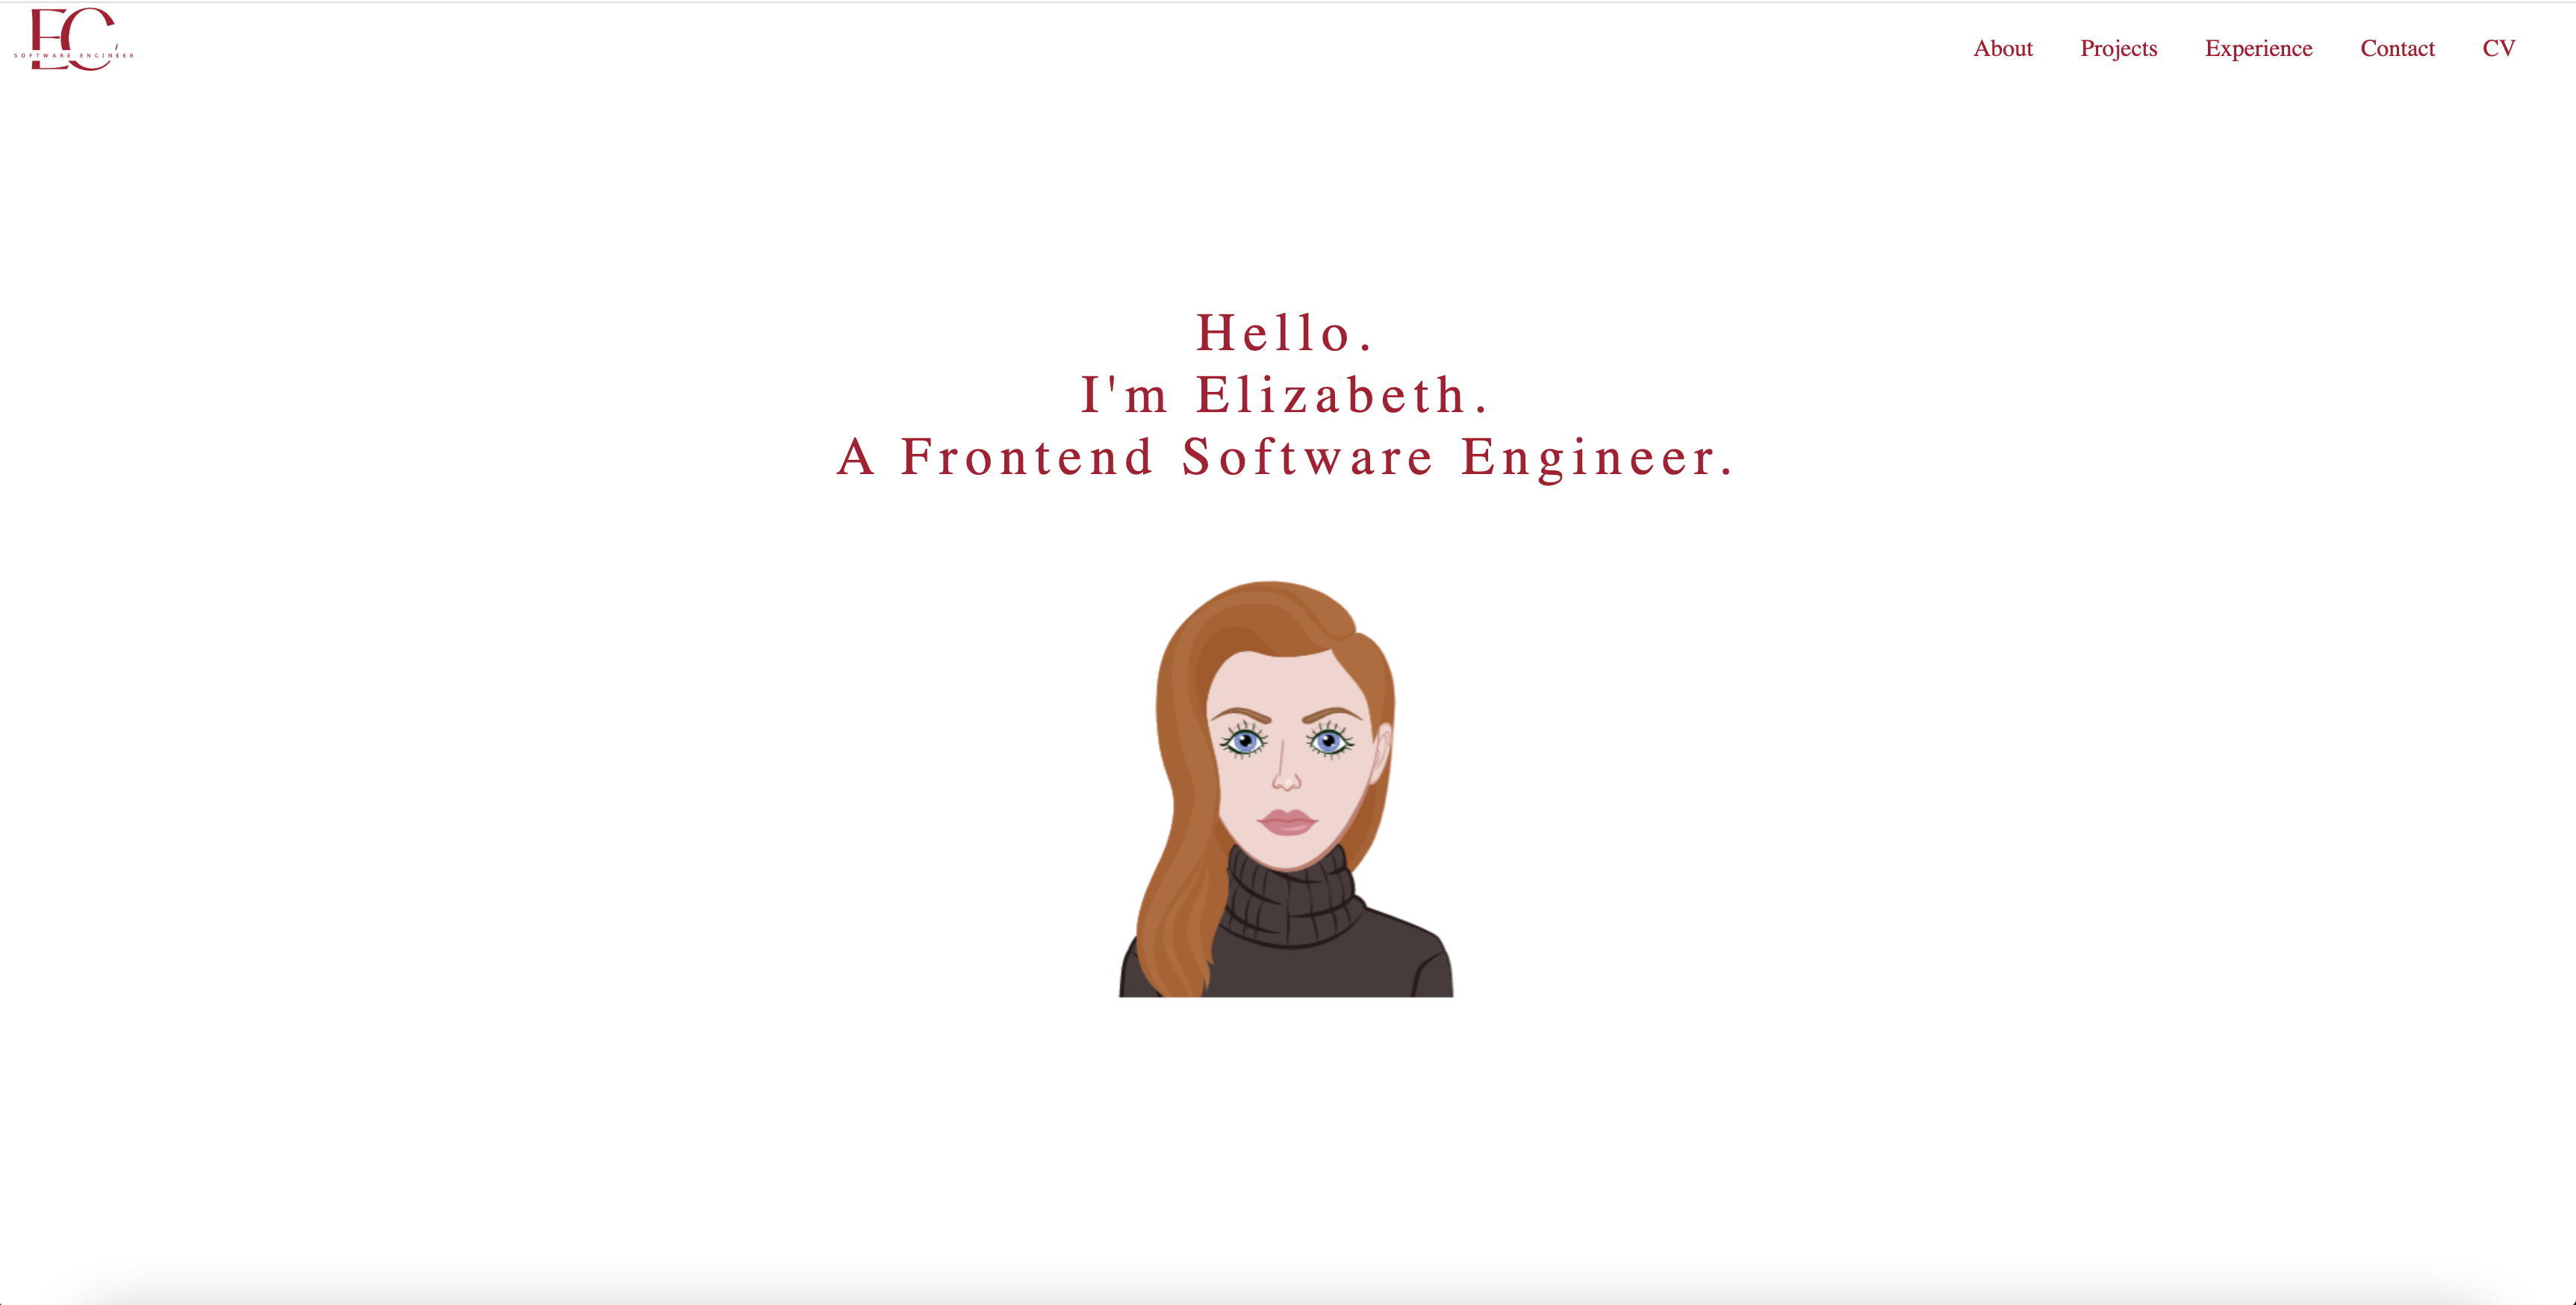 EC
SOFTWARE ENGINEER
About Projects Experience Contact CV
Hello.
I'm Elizabeth.
A Frontend Software Engineer.